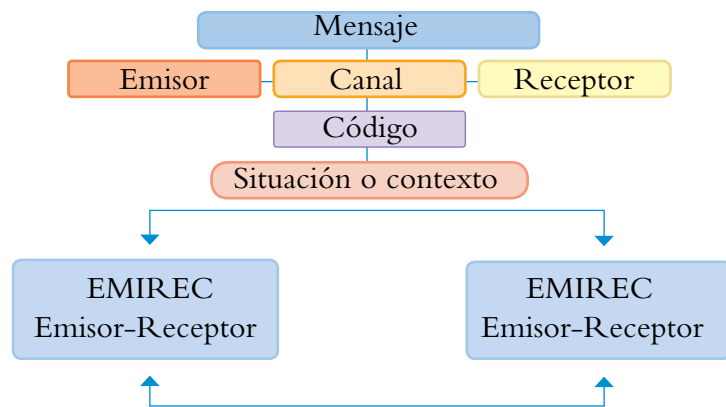 Mensaje
Emisor
Canal
Receptor
Código
Situación o contexto
EMIREC
Emisor-Receptor
EMIREC
Emisor-Receptor